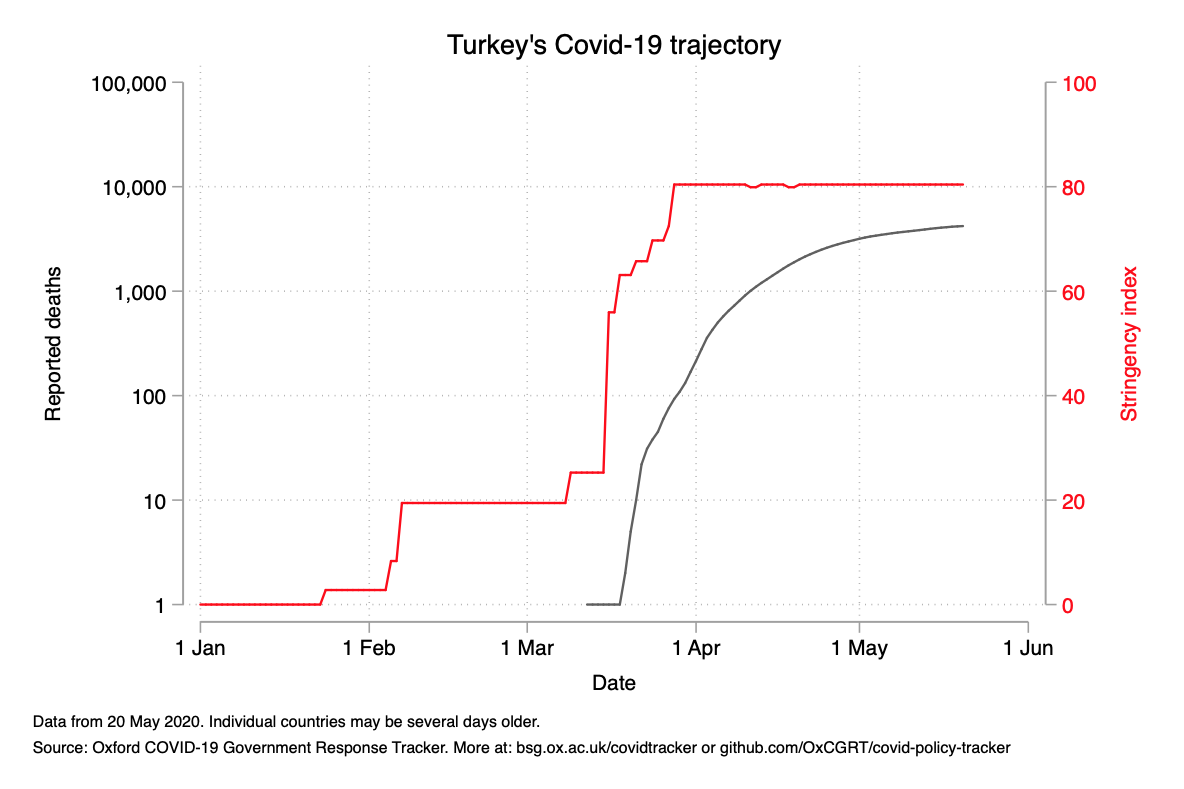 Turkey's Covid-19 trajectory
100,000
10,000
1,000
100
10
1
Reported deaths
100
80
60
40
20
0
Stringency index
1 Jan
1 Feb
1 Mar
1 Apr
1 May
1 Jun
Date
Data from 20 May 2020. Individual countries may be several days older.
Source: Oxford COVID-19 Government Response Tracker. More at: bsg.ox.ac.uk/covidtracker or github.com/OxCGRT/covid-policy-tracker